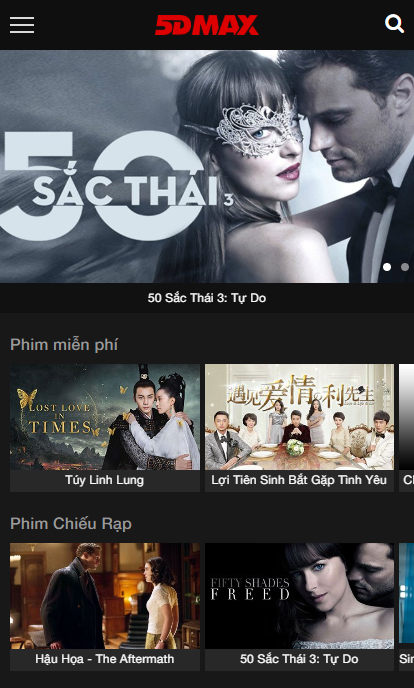 5DMAX
50
SẮC THÁI 3
50 Sắc Thái 3: Tự Do
Phim miễn phí
LOST LOVE
IN
TIMES
遇见爱情的利先生
Túy Linh Lung
Lợi Tiên Sinh Bắt Gặp Tình Yêu
Phim Chiếu Rạp
FIFTY SHADES
FREED
Hậu Họa - The Aftermath
50 Sắc Thái 3: Tự Do